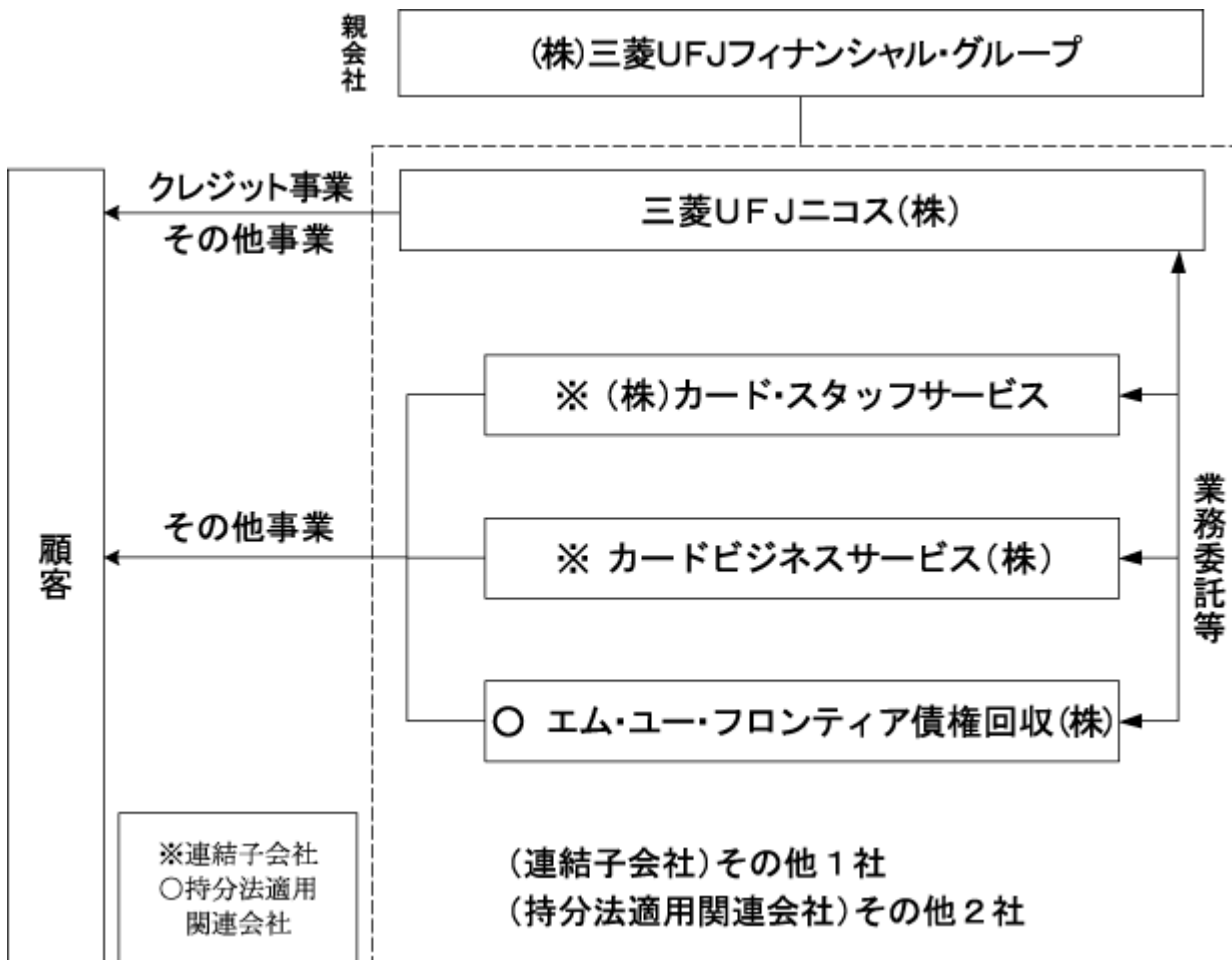 親会社
(株)三菱UFJフィナンシャル・グループ
クレジット事業
その他事業
三菱UFJニコス(株)
※ (株)カード・スタッフサービス
その他事業
※ カードビジネスサービス(株)
○ エム・ユー・フロンティア債権回収(株)
業務委託等
顧客
※連結子会社
○持分法適用
関連会社
(連結子会社)その他1社
(持分法適用関連会社)その他2社